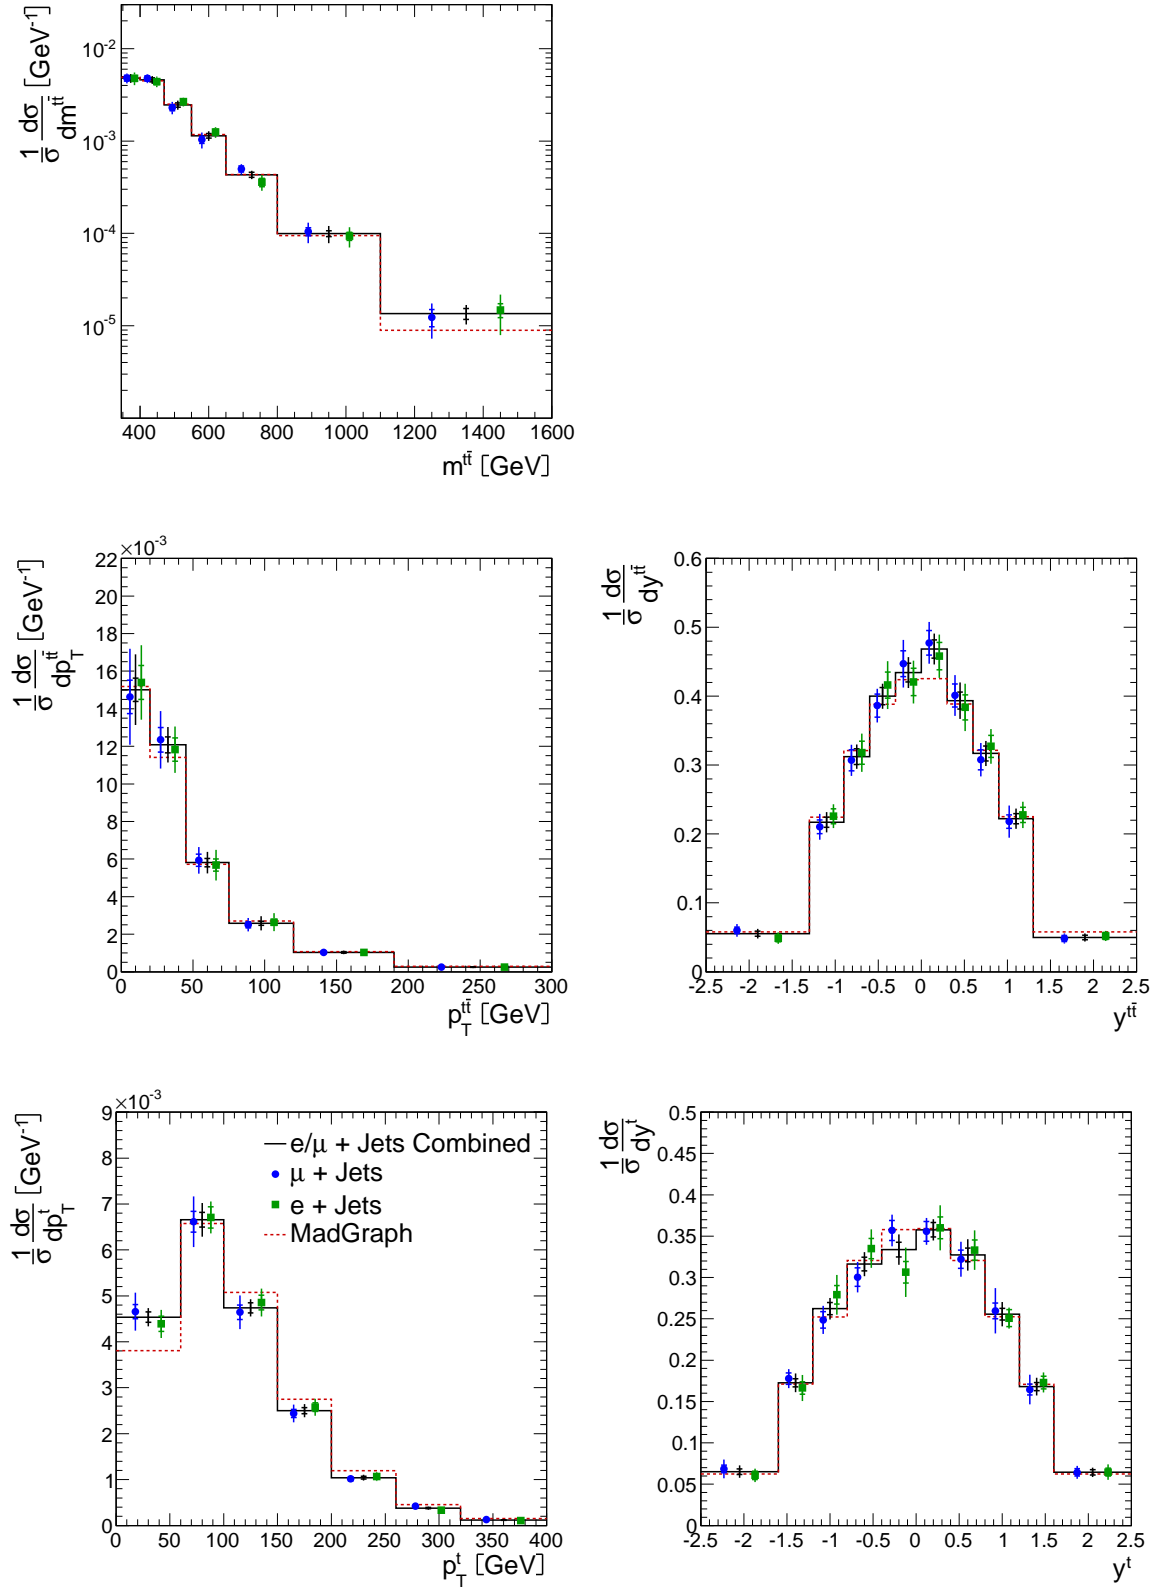 1/σ dσ/dm^tt̄ [GeV⁻¹]
10⁻²
10⁻³
10⁻⁴
10⁻⁵
400 600 800 1000 1200 1400 1600
m^tt̄ [GeV]
×10⁻³
1/σ dσ/dp_T^tt̄ [GeV⁻¹]
22
20
18
16
14
12
10
8
6
4
2
0
0 50 100 150 200 250 300
p_T^tt̄ [GeV]
1/σ dσ/dy^tt̄
0.6
0.5
0.4
0.3
0.2
0.1
0
-2.5 -2 -1.5 -1 -0.5 0 0.5 1 1.5 2 2.5
y^tt̄
×10⁻³
1/σ dσ/dp_T^t [GeV⁻¹]
9
8
7
6
5
4
3
2
1
0
e/μ + Jets Combined
μ + Jets
e + Jets
MadGraph
0 50 100 150 200 250 300 350 400
p_T^t [GeV]
1/σ dσ/dy^t
0.5
0.45
0.4
0.35
0.3
0.25
0.2
0.15
0.1
0.05
0
-2.5 -2 -1.5 -1 -0.5 0 0.5 1 1.5 2 2.5
y^t